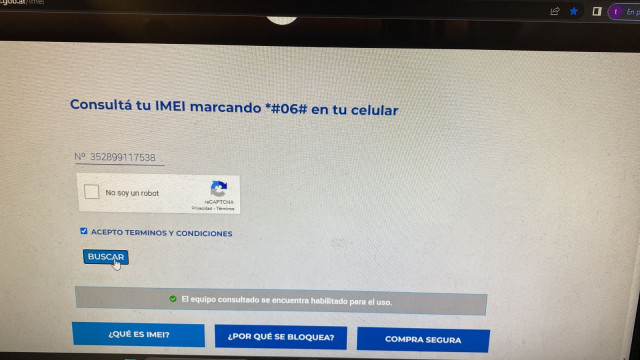 .gob.ar/imei
En p
Consultá tu IMEI marcando *#06# en tu celular
Nº 352899117538
No soy un robot
reCAPTCHA
Privacidad - Términos
ACEPTO TERMINOS Y CONDICIONES
BUSCAR
El equipo consultado se encuentra habilitado para el uso.
¿QUÉ ES IMEI?
¿POR QUÉ SE BLOQUEA?
COMPRA SEGURA